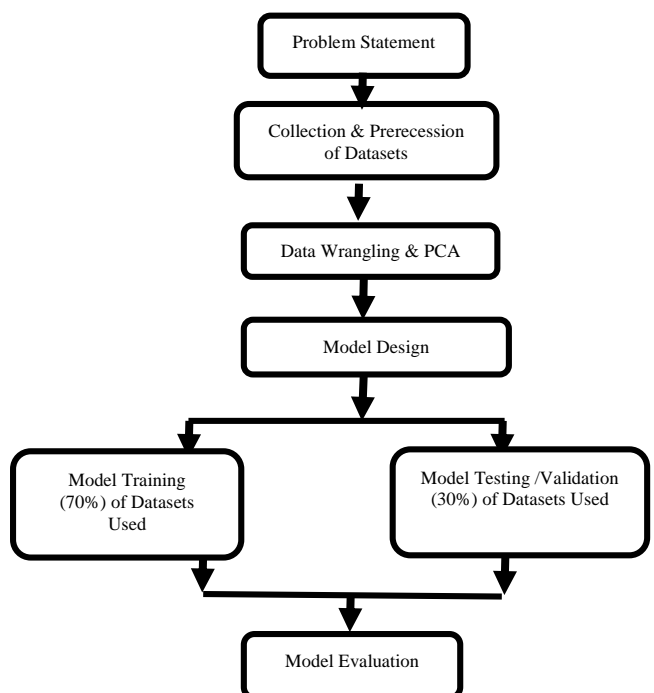 Problem Statement
Collection & Prerecession
of Datasets
Data Wrangling & PCA
Model Design
Model Training
(70%) of Datasets
Used
Model Testing /Validation
(30%) of Datasets Used
Model Evaluation